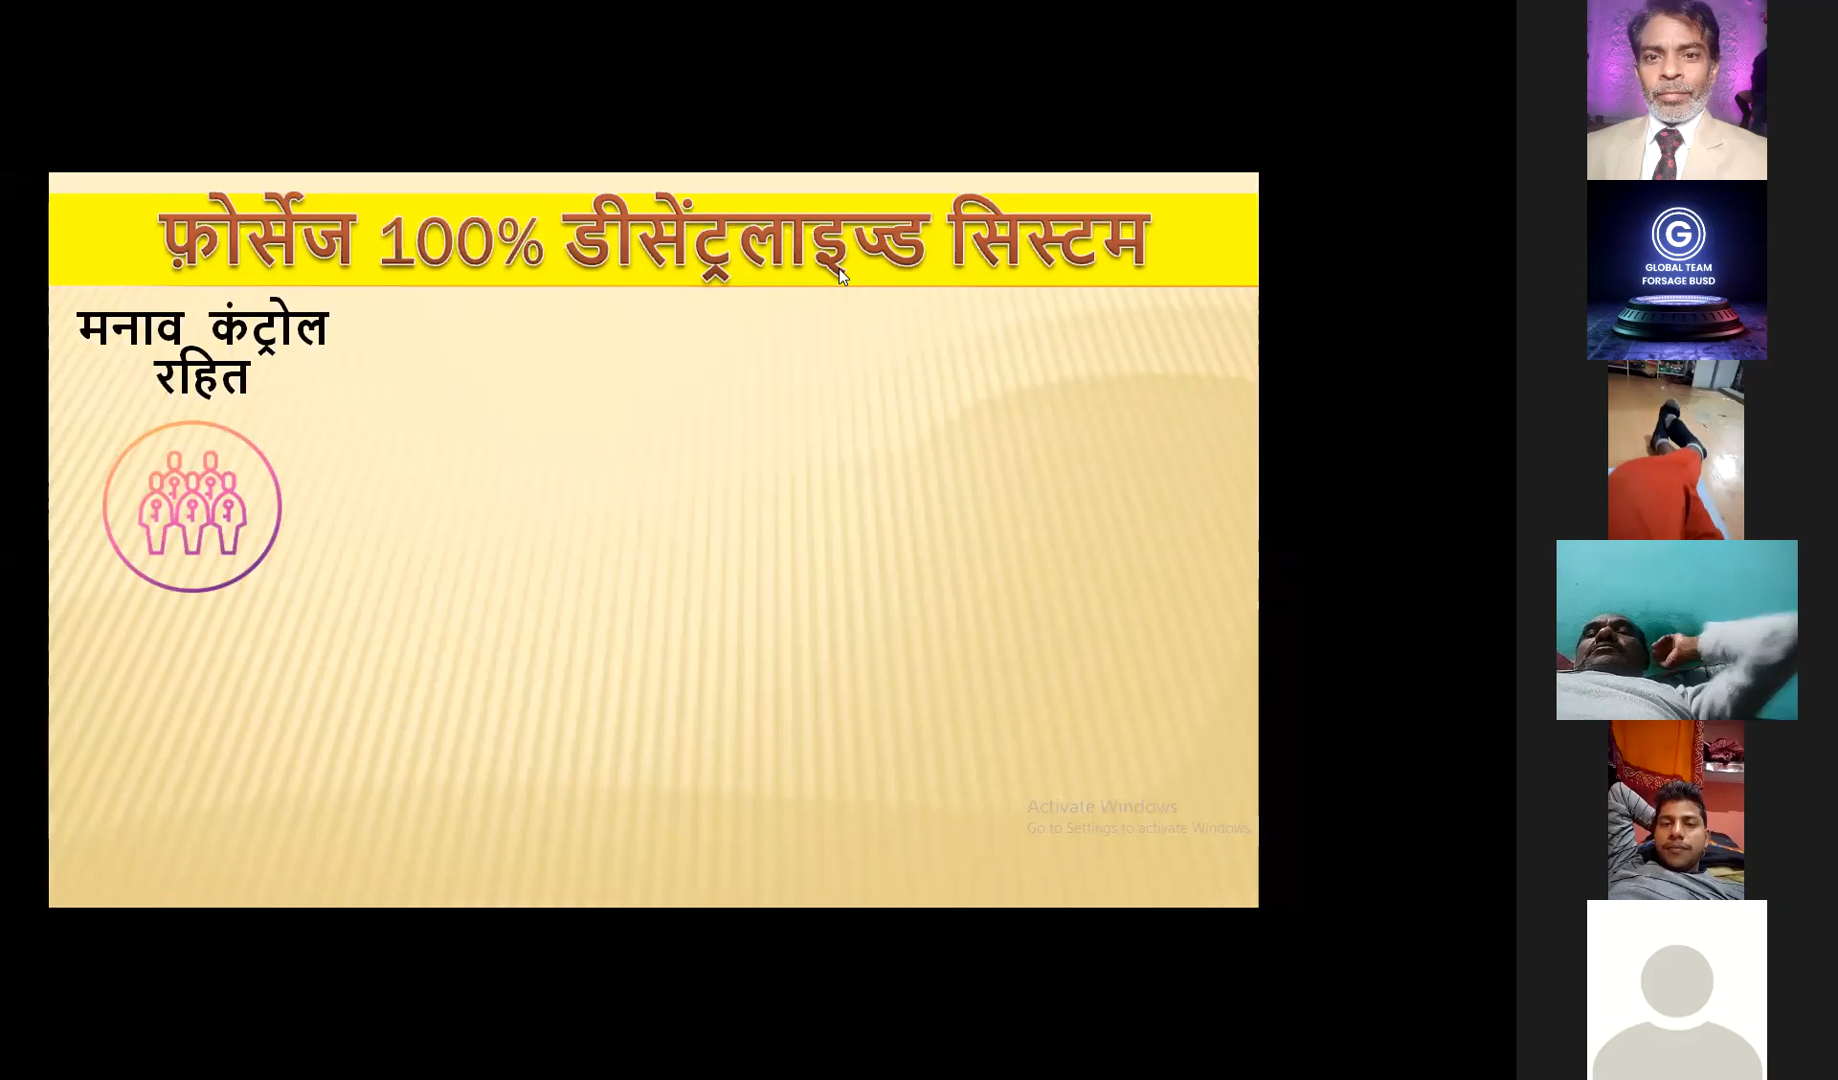 फ़ोर्सेज 100% डीसेंट्रलाइज्ड सिस्टम
मनाव कंट्रोल
रहित
Activate Windows
Go to Settings to activate Windows.
G
GLOBAL TEAM
FORSAGE BUSD